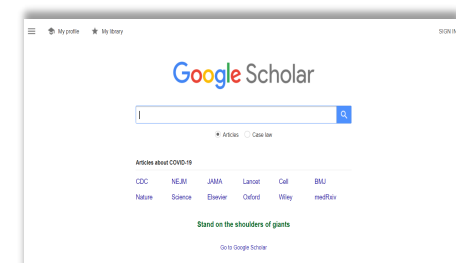 My profile My library SIGN IN
Google Scholar
Articles Case law
Articles about COVID-19
CDC NEJM JAMA Lancet Cell BMJ
Nature Science Elsevier Oxford Wiley medRxiv
Stand on the shoulders of giants
Go to Google Scholar